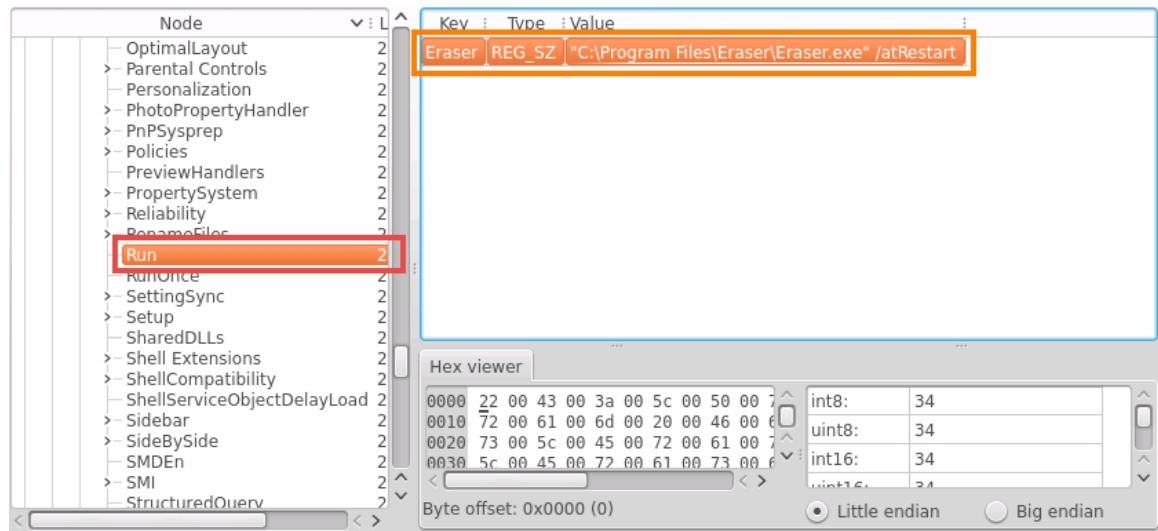 Node L
OptimalLayout 2
Parental Controls 2
Personalization 2
PhotoPropertyHandler 2
PnPSysprep 2
Policies 2
PreviewHandlers 2
PropertySystem 2
Reliability 2
RenameFiles 2
Run 2
RunOnce 2
SettingSync 2
Setup 2
SharedDLLs 2
Shell Extensions 2
ShellCompatibility 2
ShellServiceObjectDelayLoad 2
Sidebar 2
SideBySide 2
SMDEn 2
SMI 2
StructuredQuery 2
Key Type Value
Eraser REG_SZ "C:\Program Files\Eraser\Eraser.exe" /atRestart
Hex viewer
0000 22 00 43 00 3a 00 5c 00 50 00
0010 72 00 61 00 6d 00 20 00 46 00
0020 73 00 5c 00 45 00 72 00 61 00
0030 5c 00 45 00 72 00 61 00 73 00
Byte offset: 0x0000 (0)
int8: 34
uint8: 34
int16: 34
uint16: 34
Little endian Big endian